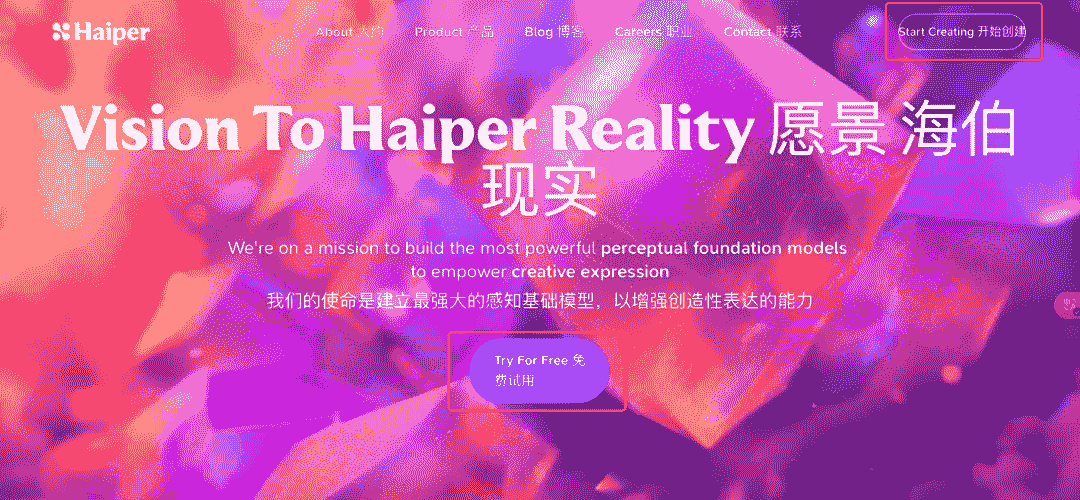 Haiper
About 大约 Product 产品 Blog 博客 Careers 职业 Contact 联系
Start Creating 开始创建
Vision To Haiper Reality 愿景 海伯
现实
We're on a mission to build the most powerful perceptual foundation models
to empower creative expression
我们的使命是建立最强大的感知基础模型，以增强创造性表达的能力
Try For Free 免
费试用